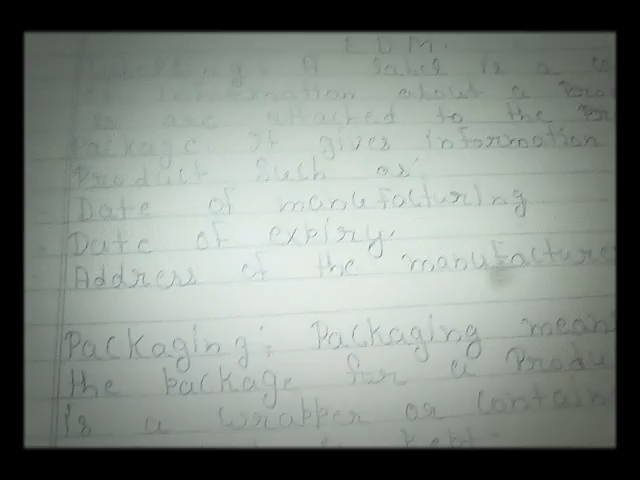 A label is a
about a
are attached to the
Package. It gives information
Product such as
Date of manufacturing
Date of expiry.
Address of the manufacture
Packaging: Packaging mean
the package for a Produ
is a wrapper or contain
kept.